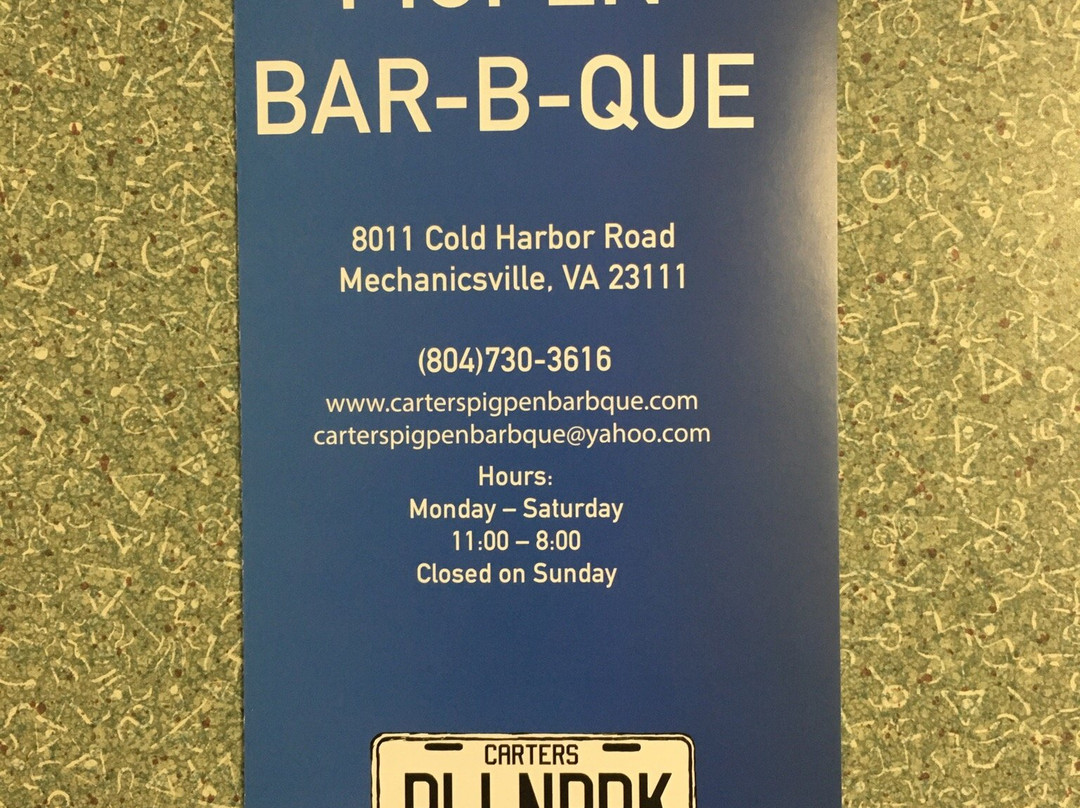 PIGPEN
BAR-B-QUE
8011 Cold Harbor Road
Mechanicsville, VA 23111
(804)730-3616
www.carterspigpenbarbque.com
carterspigpenbarbque@yahoo.com
Hours:
Monday – Saturday
11:00 – 8:00
Closed on Sunday
CARTERS